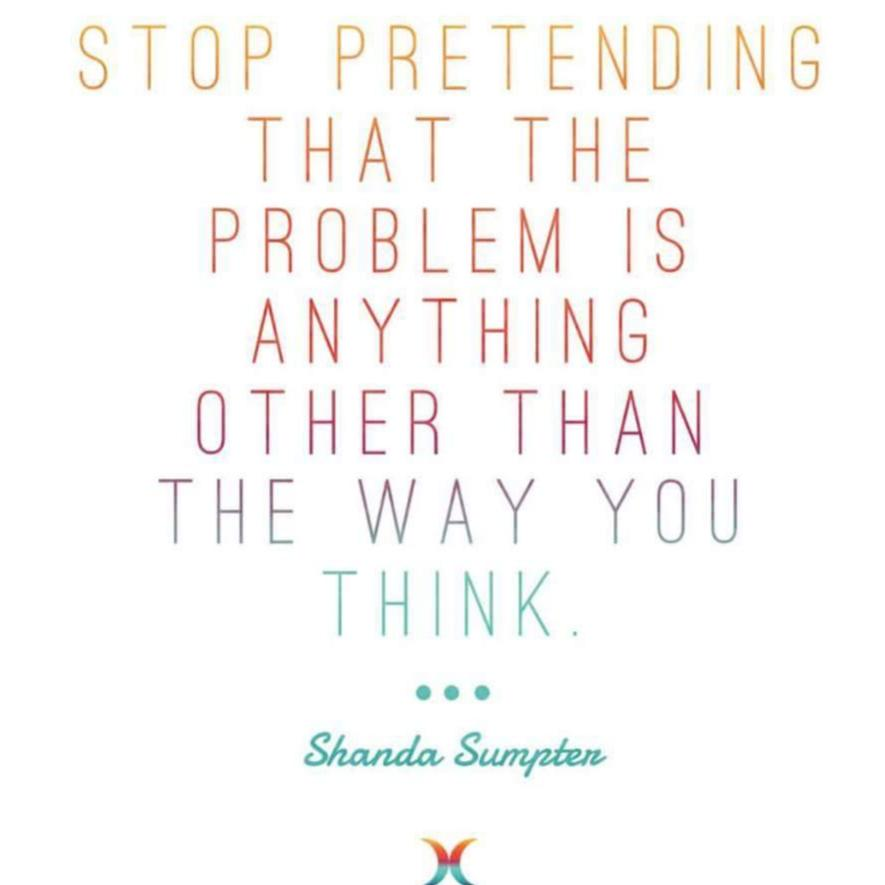 STOP PRETENDING
THAT THE
PROBLEM IS
ANYTHING
OTHER THAN
THE WAY YOU
THINK.
Shanda Sumpter